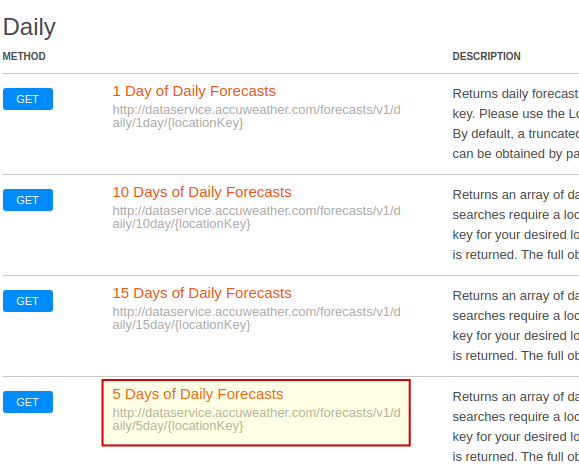 Daily
METHOD DESCRIPTION
GET
1 Day of Daily Forecasts
http://dataservice.accuweather.com/forecasts/v1/d
aily/1day/{locationKey}
Returns daily forecast
key. Please use the Lo
By default, a truncated
can be obtained by pa
GET
10 Days of Daily Forecasts
http://dataservice.accuweather.com/forecasts/v1/d
aily/10day/{locationKey}
Returns an array of da
searches require a loc
key for your desired lo
is returned. The full ob
GET
15 Days of Daily Forecasts
http://dataservice.accuweather.com/forecasts/v1/d
aily/15day/{locationKey}
Returns an array of da
searches require a loc
key for your desired lo
is returned. The full ob
GET
5 Days of Daily Forecasts
http://dataservice.accuweather.com/forecasts/v1/d
aily/5day/{locationKey}
Returns an array of da
searches require a loc
key for your desired lo
is returned. The full ob